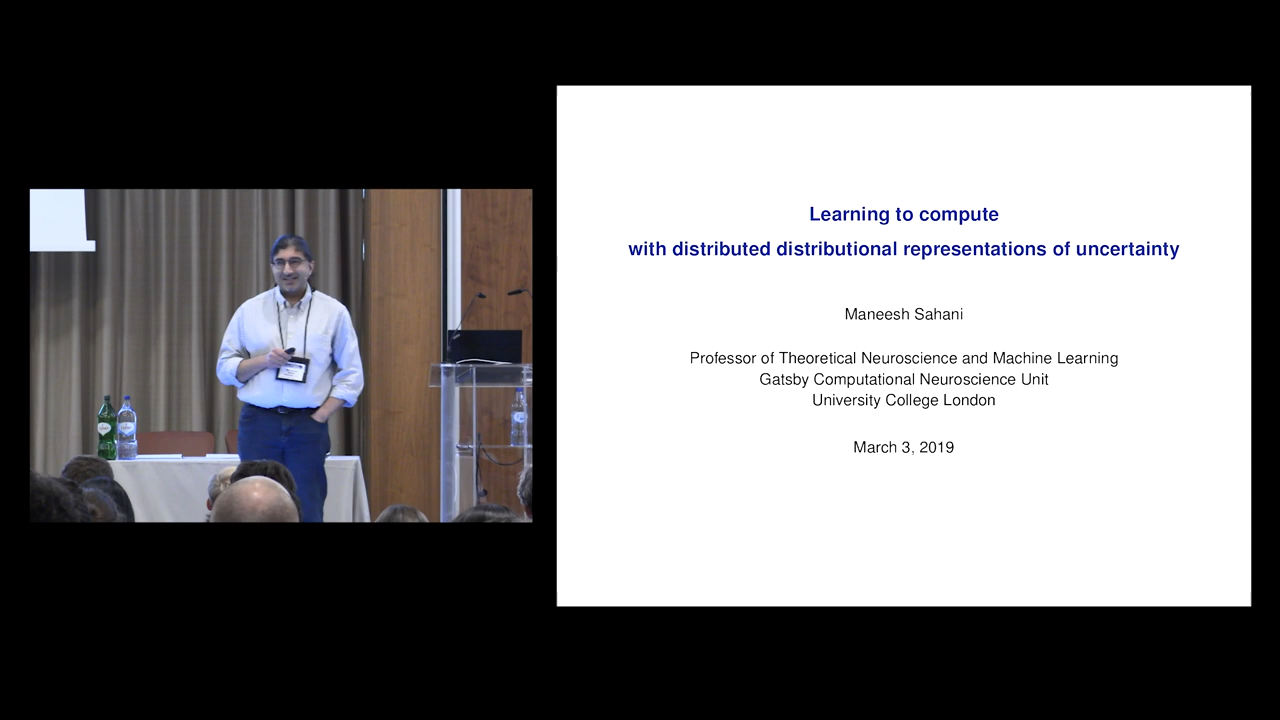 Learning to compute
with distributed distributional representations of uncertainty
Maneesh Sahani
Professor of Theoretical Neuroscience and Machine Learning
Gatsby Computational Neuroscience Unit
University College London
March 3, 2019